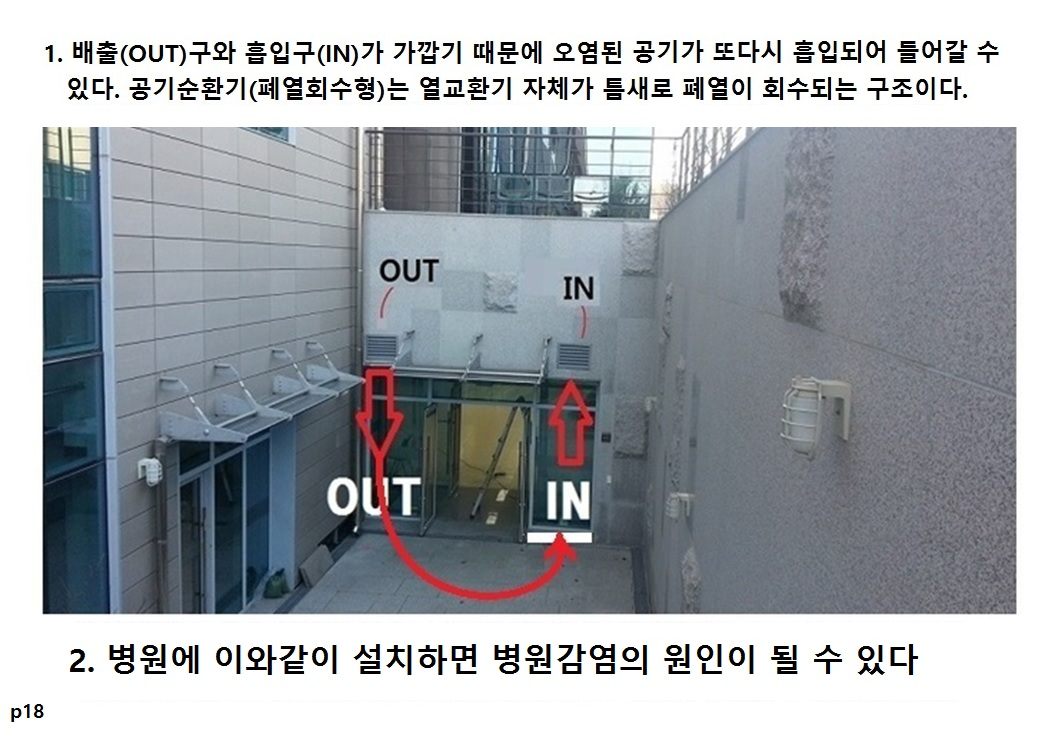 1. 배출(OUT)구와 흡입구(IN)가 가깝기 때문에 오염된 공기가 또다시 흡입되어 들어갈 수
있다. 공기순환기(폐열회수형)는 열교환기 자체가 틈새로 폐열이 회수되는 구조이다.
OUT
IN
OUT
IN
2. 병원에 이와같이 설치하면 병원감염의 원인이 될 수 있다
p18